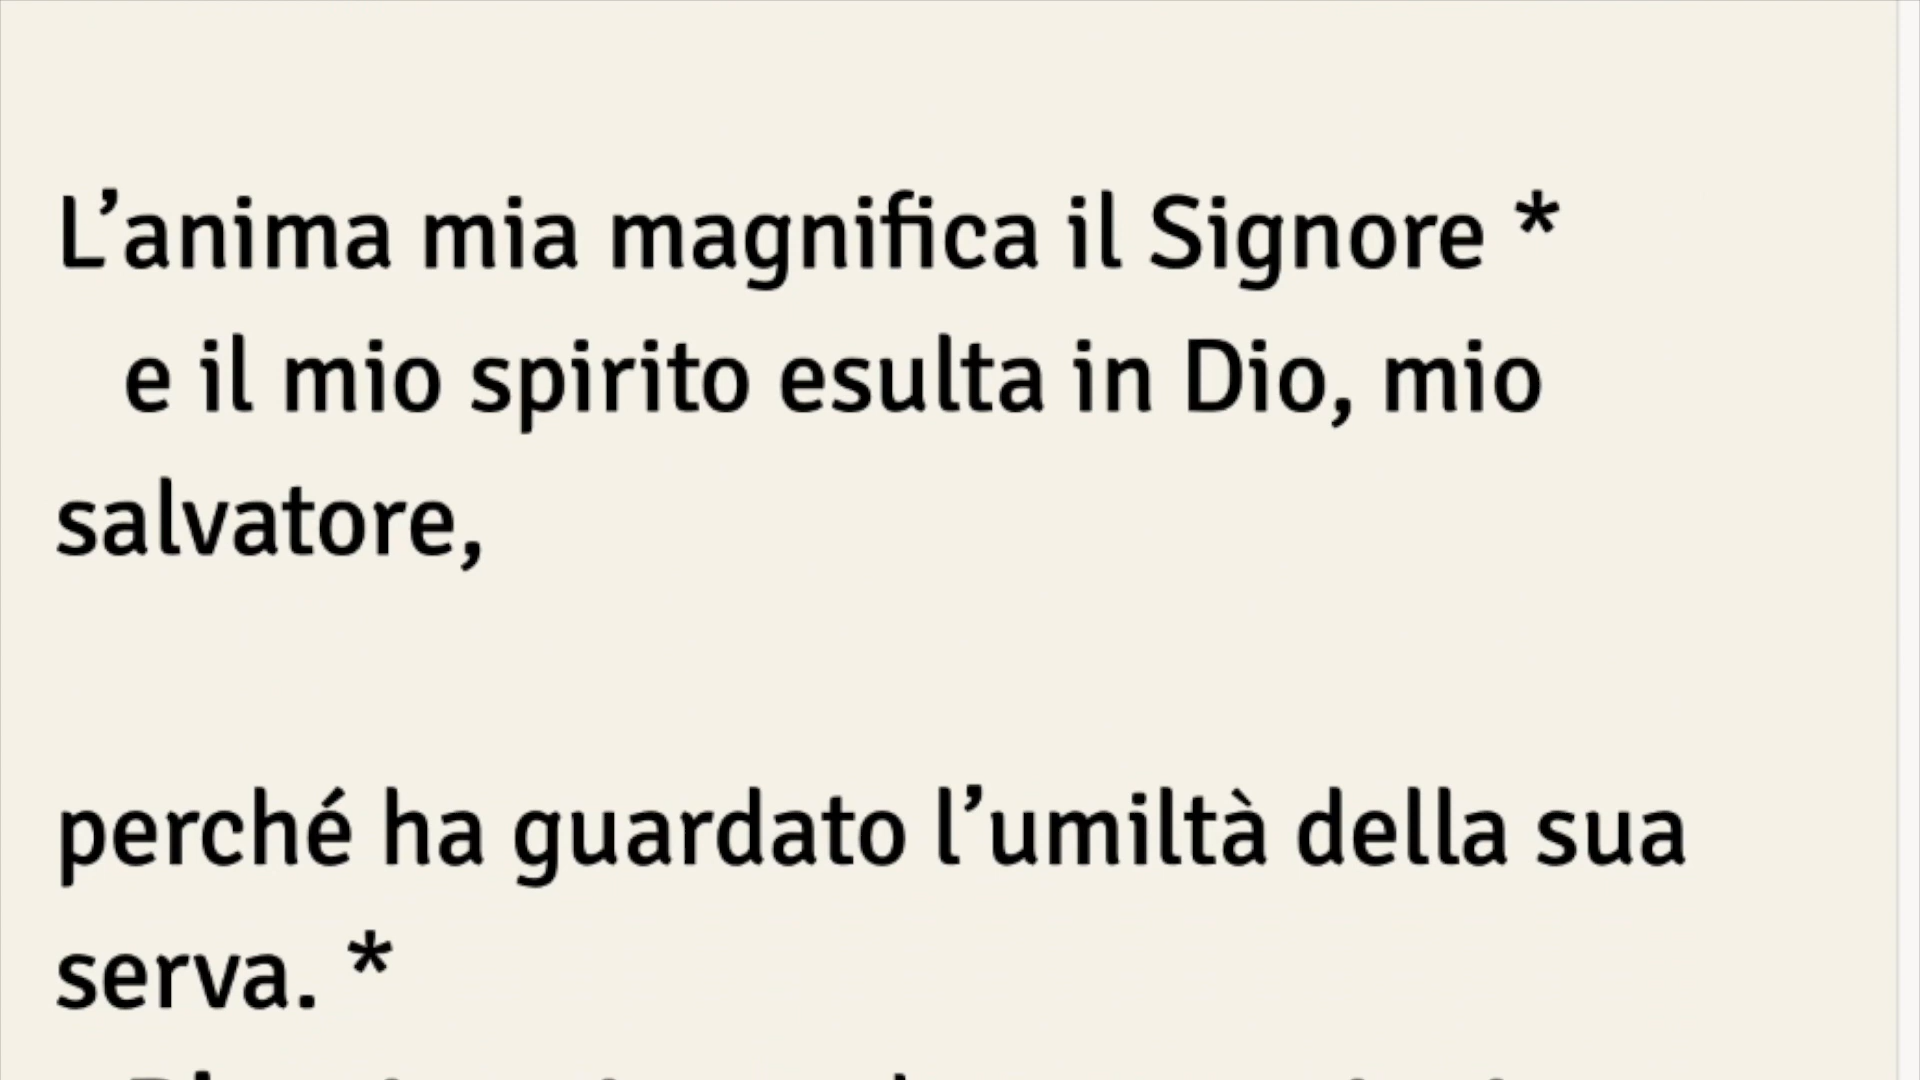 L’anima mia magnifica il Signore *
e il mio spirito esulta in Dio, mio
salvatore,
perché ha guardato l’umiltà della sua
serva. *